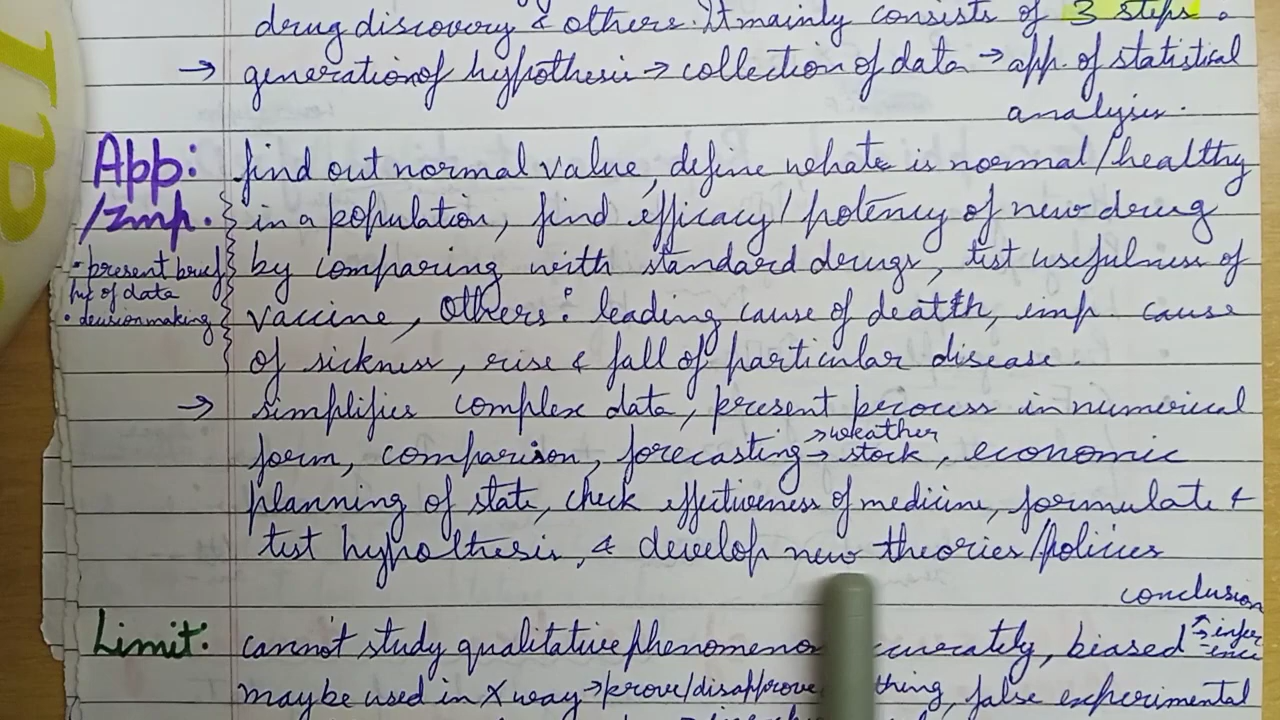 drug discovery & others. It mainly consists of 3 steps.
→ generation of hypothesis → collection of data → app. of statistical
analysis.
App: find out normal value, define what is normal/healthy
/Imp. in a population, find efficacy/potency of new drug
• present brief by comparing with standard drugs, test usefulness of
of data
• decision making vaccine, others: leading cause of death, imp. cause
of sickness, rise & fall of particular disease.
→ simplifies complex data, present process in numerical
→ weather
form, comparison, forecasting → stock, economic
planning of state, check effectiveness of medicine, formulate &
test hypothesis, & develop new theories/policies
conclusion
Limit: cannot study qualitative phenomenon accurately, biased → inference
maybe used in X way → prove/disapprove thing, false experimental